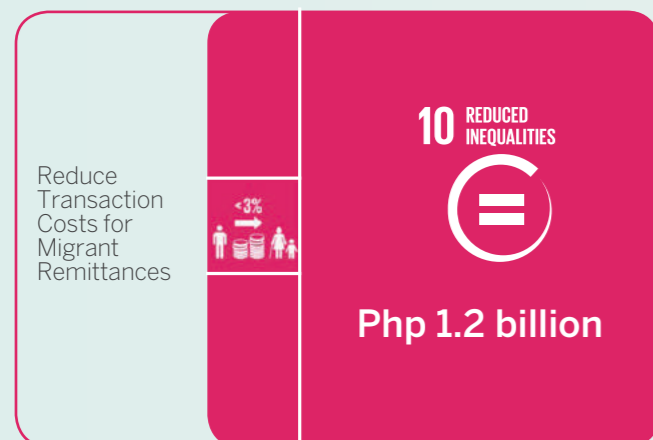 Reduce
Transaction
Costs for
Migrant
Remittances
<3%
10 REDUCED
INEQUALITIES
Php 1.2 billion